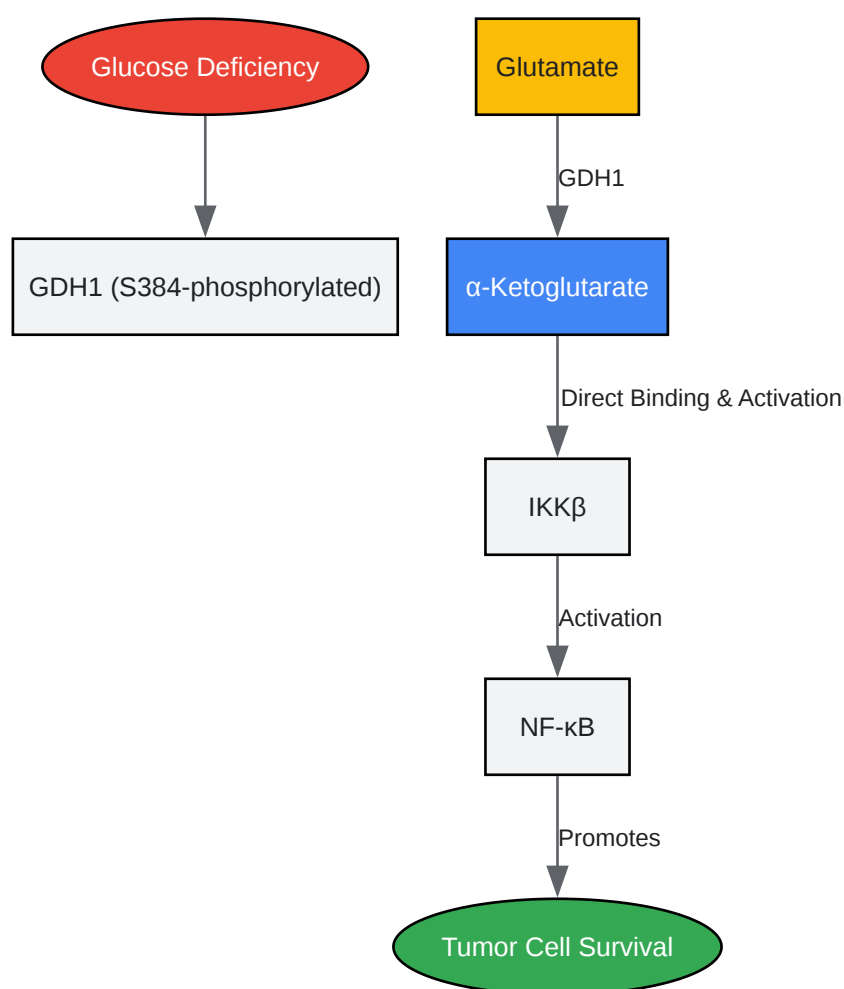 Glucose Deficiency
Glutamate
GDH1
GDH1 (S384-phosphorylated)
α-Ketoglutarate
Direct Binding & Activation
IKKβ
Activation
NF-κB
Promotes
Tumor Cell Survival